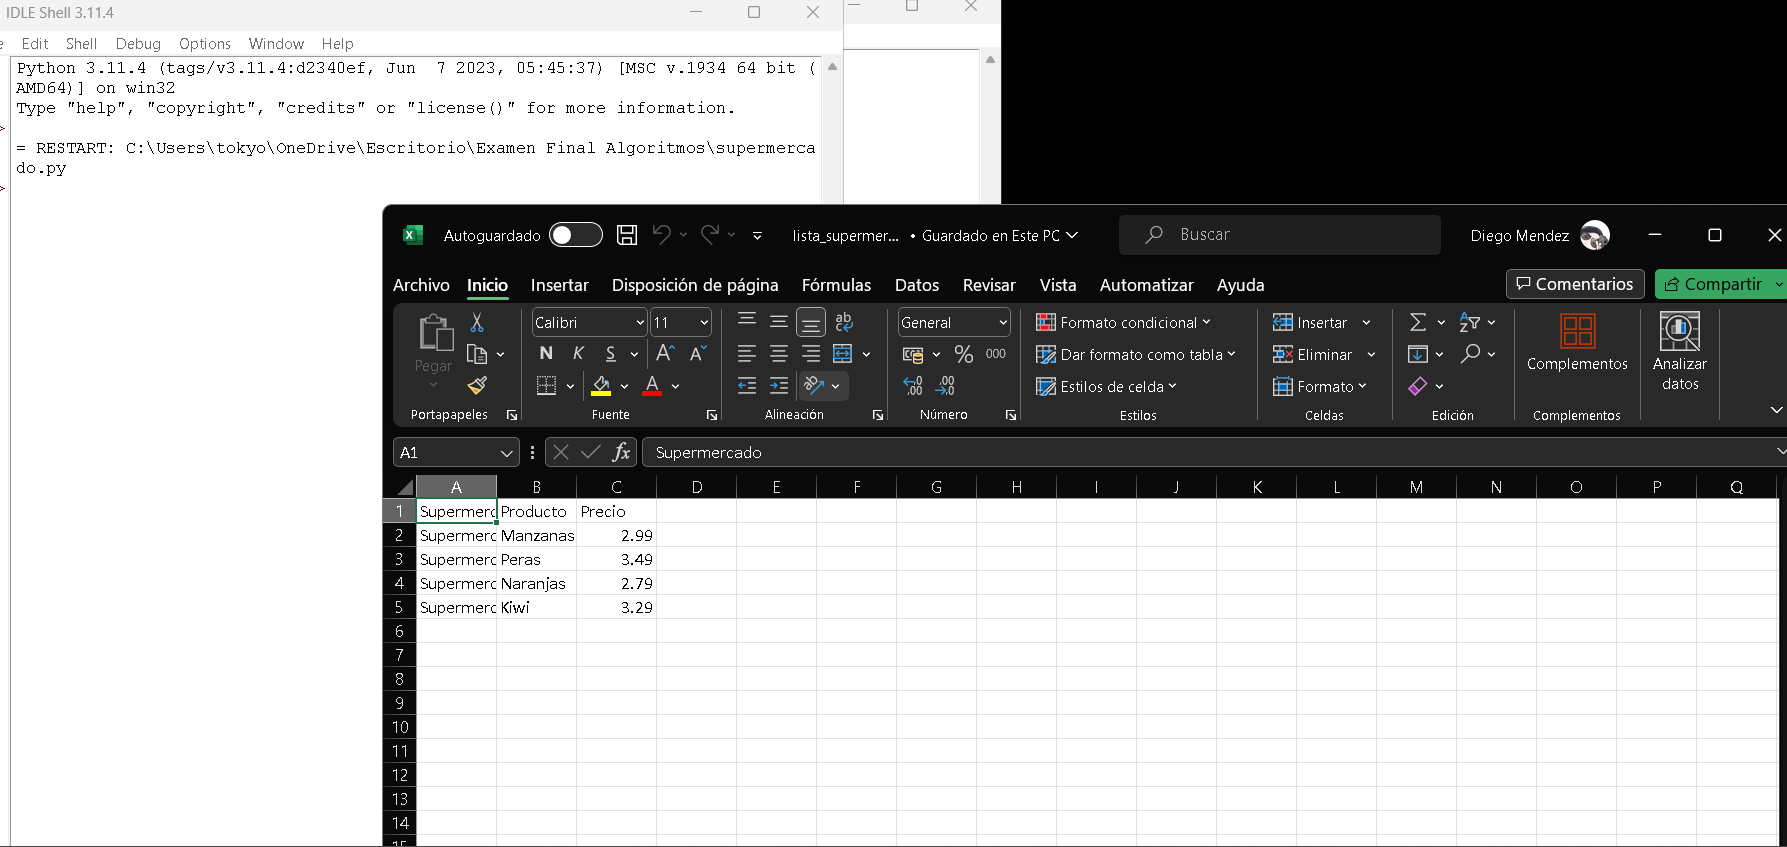 IDLE Shell 3.11.4
Edit Shell Debug Options Window Help
Python 3.11.4 (tags/v3.11.4:d2340ef, Jun  7 2023, 05:45:37) [MSC v.1934 64 bit (
AMD64)] on win32
Type "help", "copyright", "credits" or "license()" for more information.
= RESTART: C:\Users\tokyo\OneDrive\Escritorio\Examen Final Algoritmos\supermerca
do.py
Autoguardado lista_supermer... • Guardado en Este PC Buscar Diego Mendez
Archivo Inicio Insertar Disposición de página Fórmulas Datos Revisar Vista Automatizar Ayuda Comentarios Compartir
Pegar
Portapapeles
Calibri 11
N K S
Fuente
ab
Alineación
General
% 000
Número
Formato condicional
Dar formato como tabla
Estilos de celda
Estilos
Insertar
Eliminar
Formato
Celdas
Edición
Complementos
Complementos
Analizar
datos
A1 fx Supermercado
A B C D E F G H I J K L M N O P Q
1 Supermerc Producto Precio
2 Supermerc Manzanas 2.99
3 Supermerc Peras 3.49
4 Supermerc Naranjas 2.79
5 Supermerc Kiwi 3.29
6
7
8
9
10
11
12
13
14
15